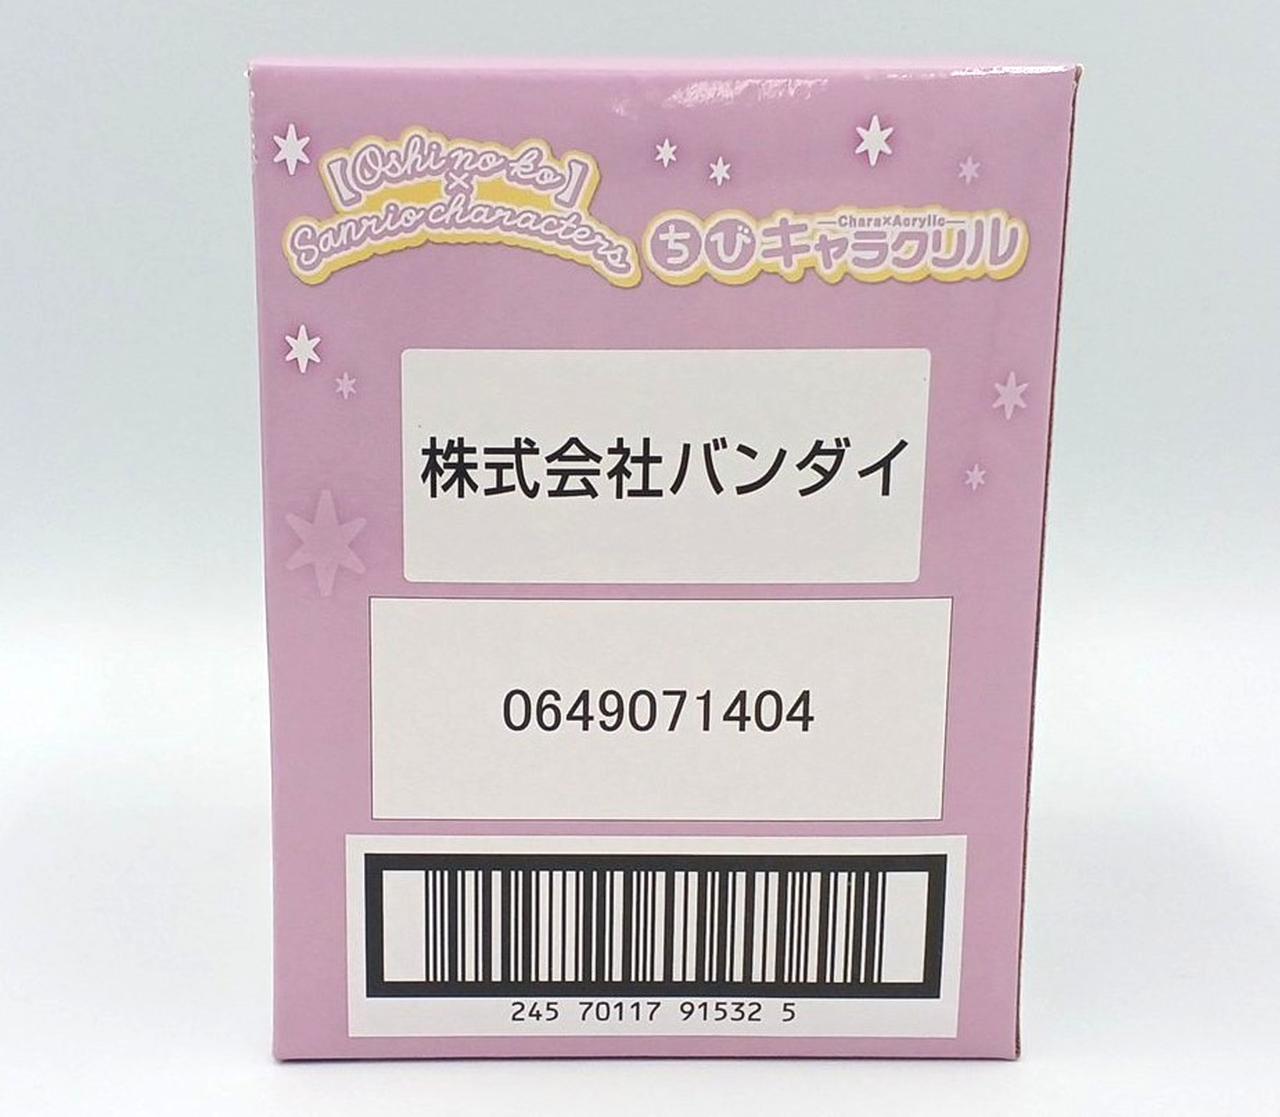 【Oshi no ko】
×
Sanrio characters
Chara×Acrylic
ちびキャラクリル
株式会社バンダイ
0649071404
245 70117 91532 5